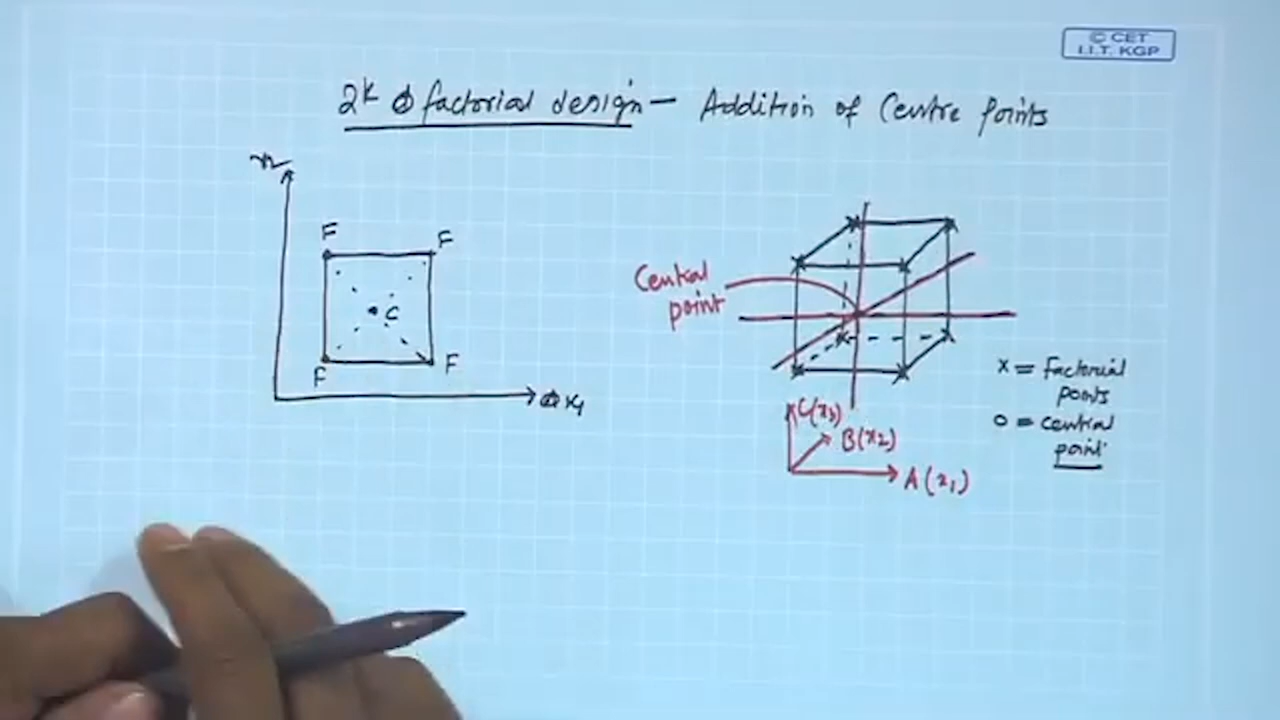 © CET
I.I.T. KGP
2k factorial design — Addition of Centre points
x2
F
F
C
F
F
x1
Central
point
C(x3)
B(x2)
A(x1)
x = Factorial
points
o = central
point